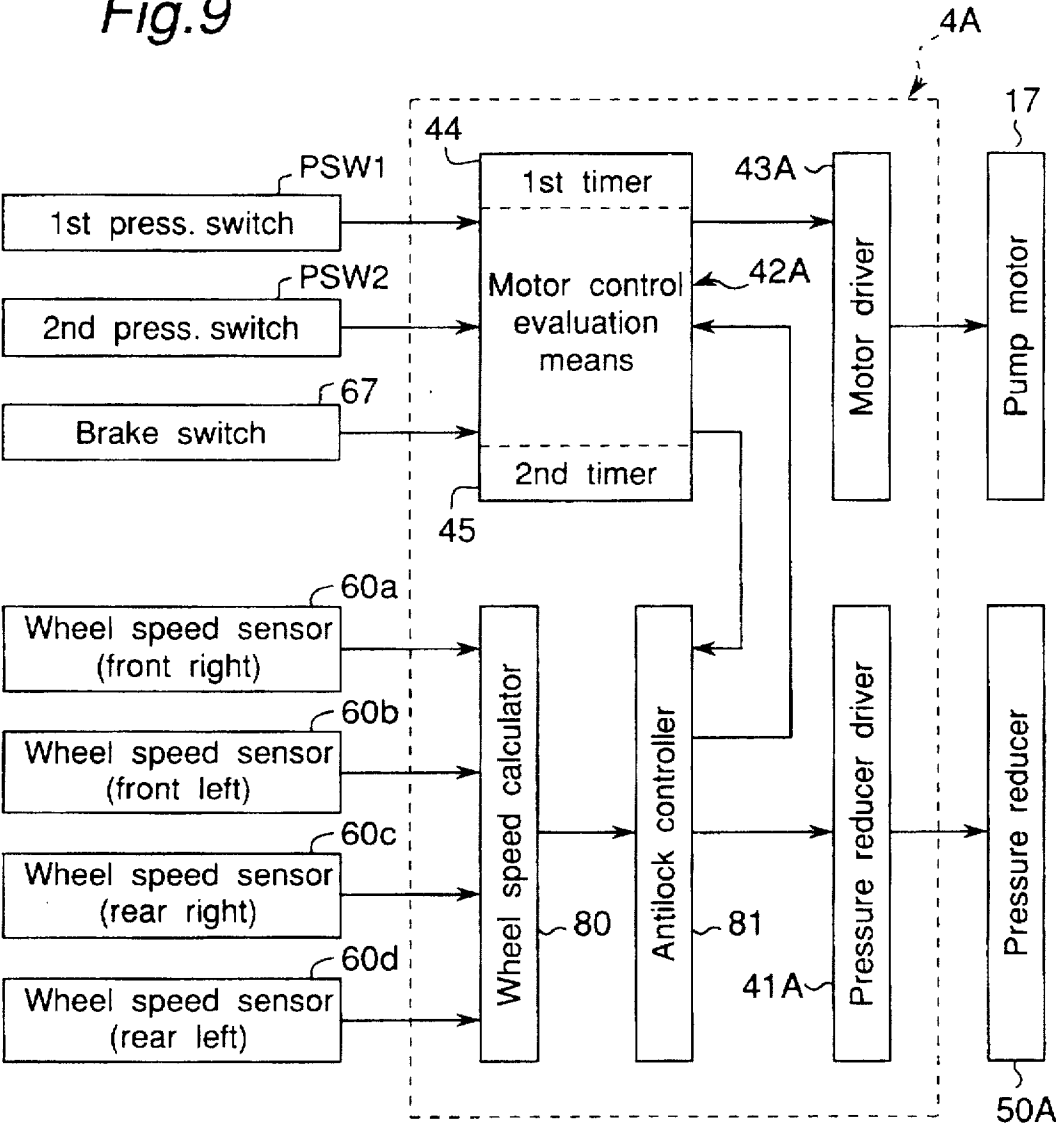 Fig.9
4A
17
44
PSW1
1st timer
43A
1st press. switch
PSW2
Motor control
evaluation
means
42A
2nd press. switch
Motor driver
Pump motor
67
Brake switch
2nd timer
45
60a
Wheel speed sensor
(front right)
60b
Wheel speed sensor
(front left)
60c
Wheel speed sensor
(rear right)
60d
Wheel speed sensor
(rear left)
Wheel speed calculator
80
Antilock controller
81
Pressure reducer driver
41A
Pressure reducer
50A